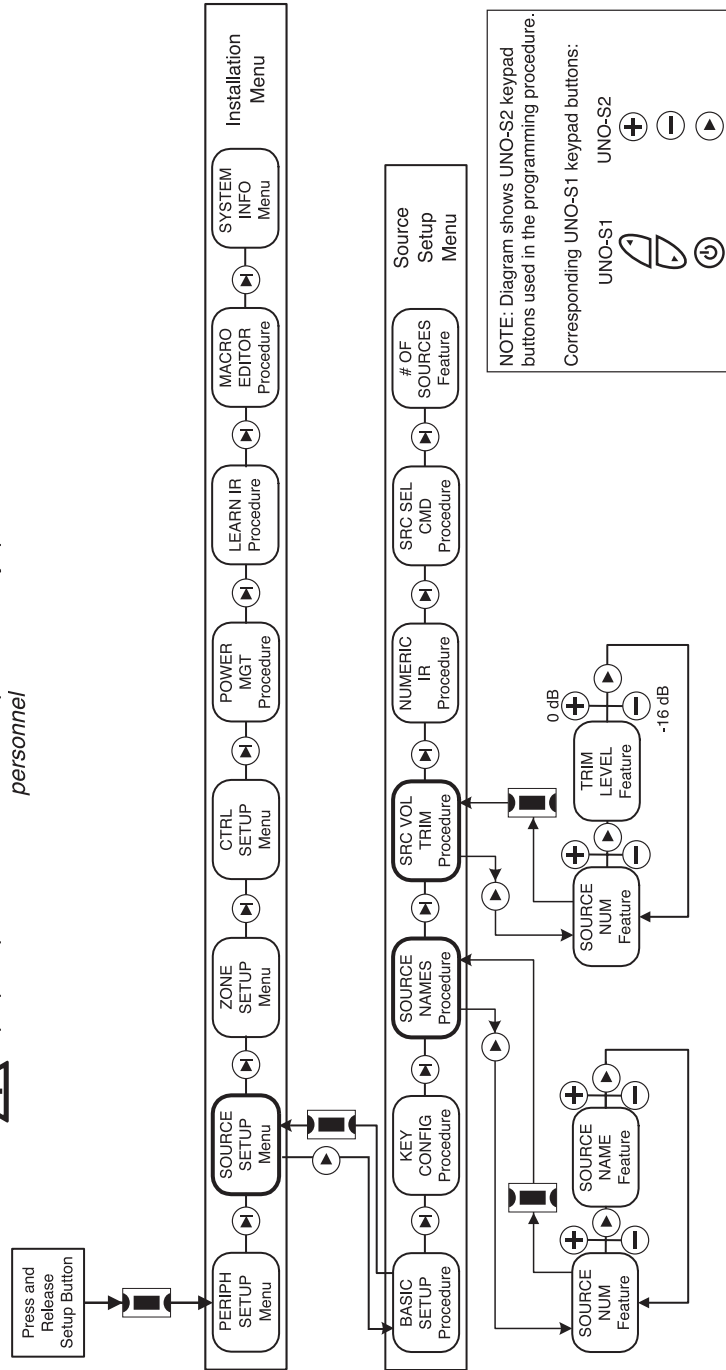 personnel
Press and
Release
Setup Button
PERIPH
SETUP
Menu
SOURCE
SETUP
Menu
ZONE
SETUP
Menu
CTRL
SETUP
Menu
POWER
MGT
Procedure
LEARN IR
Procedure
MACRO
EDITOR
Procedure
SYSTEM
INFO
Menu
Installation
Menu
BASIC
SETUP
Procedure
KEY
CONFIG
Procedure
SOURCE
NAMES
Procedure
SRC VOL
TRIM
Procedure
NUMERIC
IR
Procedure
SRC SEL
CMD
Procedure
# OF
SOURCES
Feature
Source
Setup
Menu
SOURCE
NUM
Feature
SOURCE
NAME
Feature
SOURCE
NUM
Feature
TRIM
LEVEL
Feature
0 dB
-16 dB
NOTE: Diagram shows UNO-S2 keypad
buttons used in the programming procedure.
Corresponding UNO-S1 keypad buttons:
UNO-S1
UNO-S2